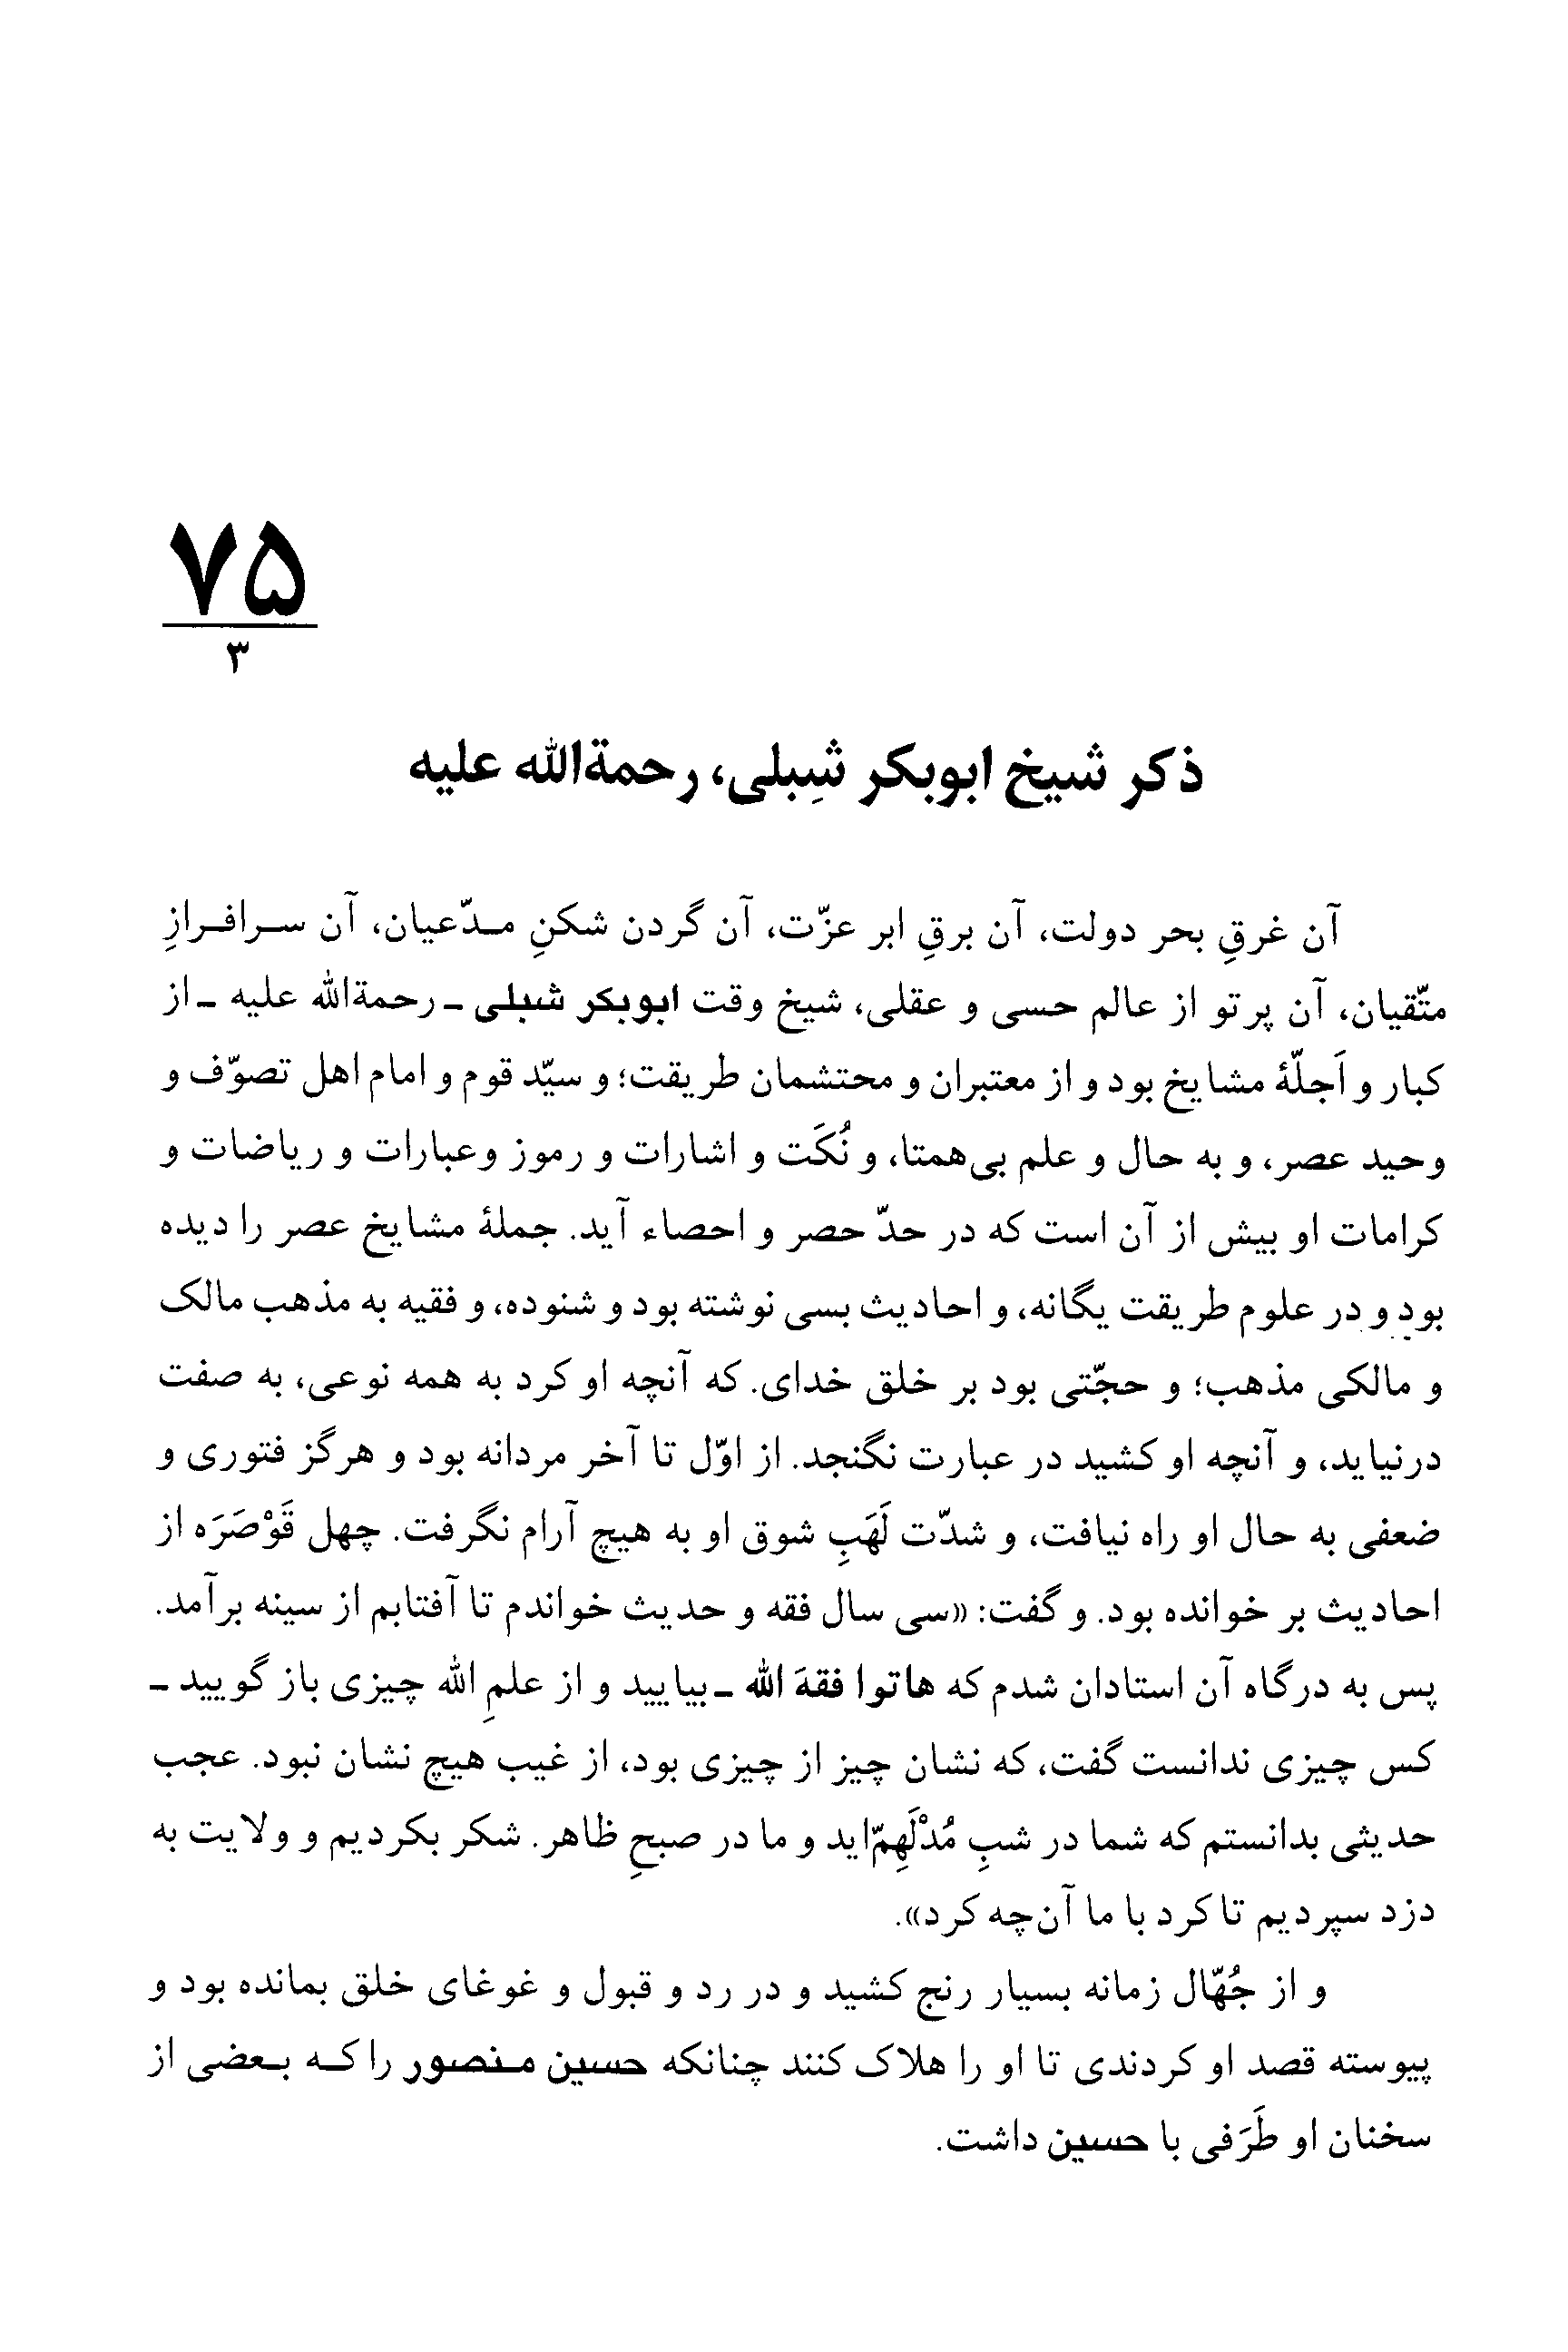 ۷۵
۳
ذکر شیخ ابوبکر شِبلی، رحمةالله علیه
آن غرقِ بحر دولت، آن برقِ ابر عزّت، آن گردن شکنِ مـدّعیان، آن سـرافـرازِ
متّقیان، آن پرتو از عالم حسی و عقلی، شیخ وقت ابوبکر شبلی ـ رحمةالله علیه ـ از
کبار و اَجلّهٔ مشایخ بود و از معتبران و محتشمان طریقت؛ و سیّد قوم و امام اهل تصوّف و
وحید عصر، و به حال و علم بی‌همتا، و نُکَت و اشارات و رموز و عبارات و ریاضات و
کرامات او بیش از آن است که در حدّ حصر و احصاء آید. جملهٔ مشایخ عصر را دیده
بود و در علوم طریقت یگانه، و احادیث بسی نوشته بود و شنوده، و فقیه به مذهب مالک
و مالکی مذهب؛ و حجّتی بود بر خلق خدای. که آنچه او کرد به همه نوعی، به صفت
درنیاید، و آنچه او کشید در عبارت نگنجد. از اوّل تا آخر مردانه بود و هرگز فتوری و
ضعفی به حال او راه نیافت، و شدّت لَهَبِ شوق او به هیچ آرام نگرفت. چهل قَوْصَرَه از
احادیث بر خوانده بود. و گفت: «سی سال فقه و حدیث خواندم تا آفتابم از سینه برآمد.
پس به درگاه آن استادان شدم که هاتوا فقهَ الله ـ بیایید و از علمِ الله چیزی باز گویید ـ
کس چیزی ندانست گفت، که نشان چیز از چیزی بود، از غیب هیچ نشان نبود. عجب
حدیثی بدانستم که شما در شبِ مُدْلَهِمّ‌اید و ما در صبحِ ظاهر. شکر بکردیم و ولایت به
دزد سپردیم تا کرد با ما آن‌چه کرد».
و از جُهّال زمانه بسیار رنج کشید و در رد و قبول و غوغای خلق بمانده بود و
پیوسته قصد او کردندی تا او را هلاک کنند چنانکه حسین مـنصور را کـه بـعضی از
سخنان او طَرَفی با حسین داشت.